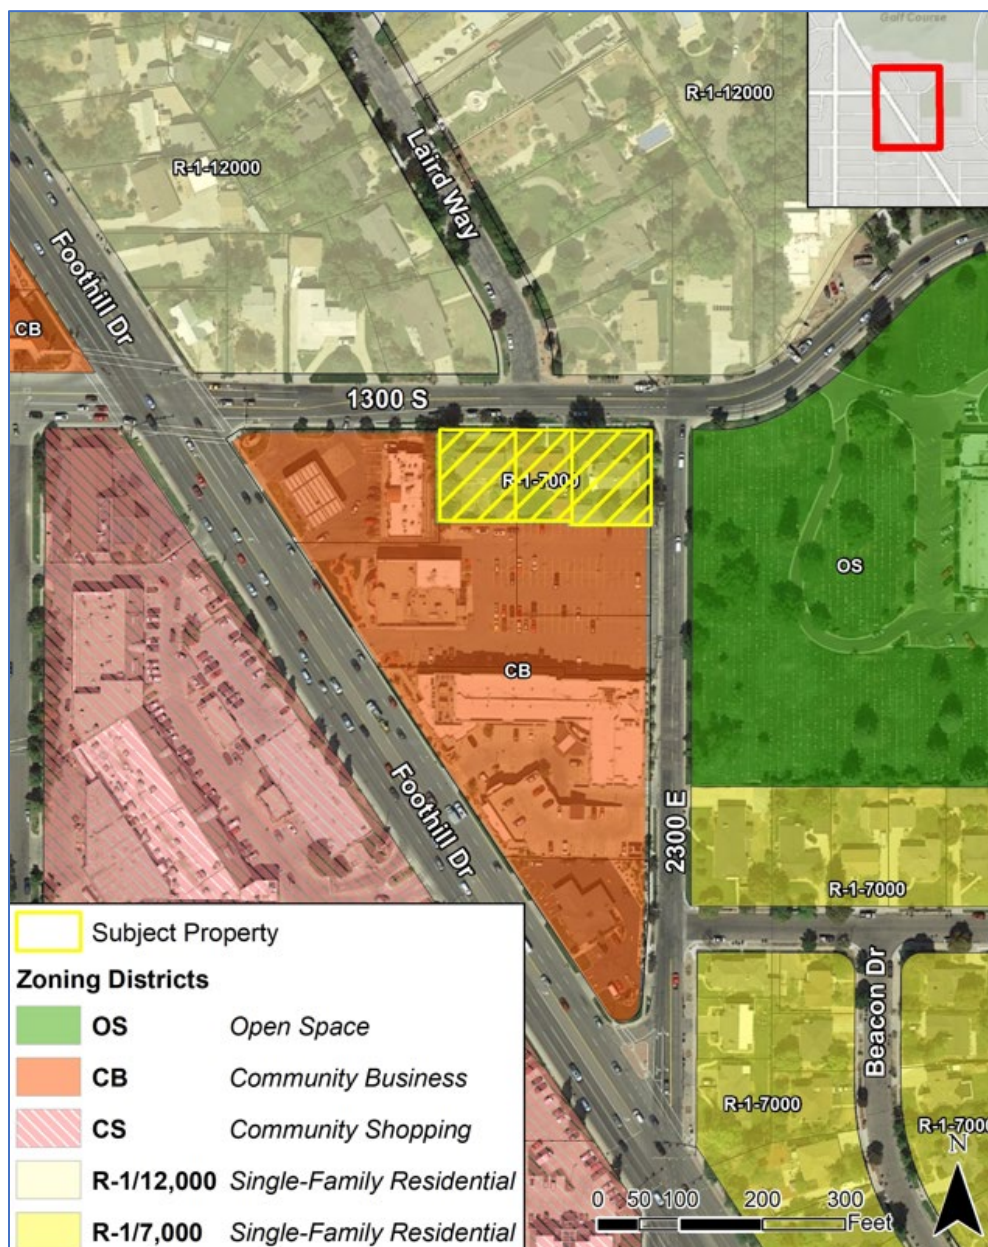 Golf Course
R-1-12000
R-1-12000
Laird Way
Foothill Dr
CB
1300 S
R-1-7000
OS
CB
Foothill Dr
2300 E
R-1-7000
Beacon Dr
R-1-7000
R-1-7000
Subject Property
Zoning Districts
OS Open Space
CB Community Business
CS Community Shopping
R-1/12,000 Single-Family Residential
R-1/7,000 Single-Family Residential
N
0 50 100 200 300
Feet